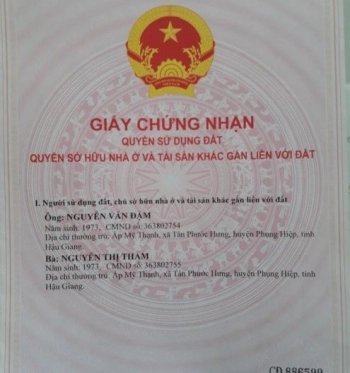 GIẤY CHỨNG NHẬN
QUYỀN SỬ DỤNG ĐẤT
QUYỀN SỞ HỮU NHÀ Ở VÀ TÀI SẢN KHÁC GẮN LIỀN VỚI ĐẤT
I. Người sử dụng đất, chủ sở hữu nhà ở và tài sản khác gắn liền với đất
Ông: NGUYỄN VĂN ĐẬM
Năm sinh: 1973, CMND số: 363802754
Địa chỉ thường trú: Ấp Mỹ Thạnh, xã Tân Phước Hưng, huyện Phụng Hiệp, tỉnh
Hậu Giang.
Bà: NGUYỄN THỊ THẮM
Năm sinh: 1973, CMND số: 363802755
Địa chỉ thường trú: Ấp Mỹ Thạnh, xã Tân Phước Hưng, huyện Phụng Hiệp, tỉnh
Hậu Giang.
CĐ 886599